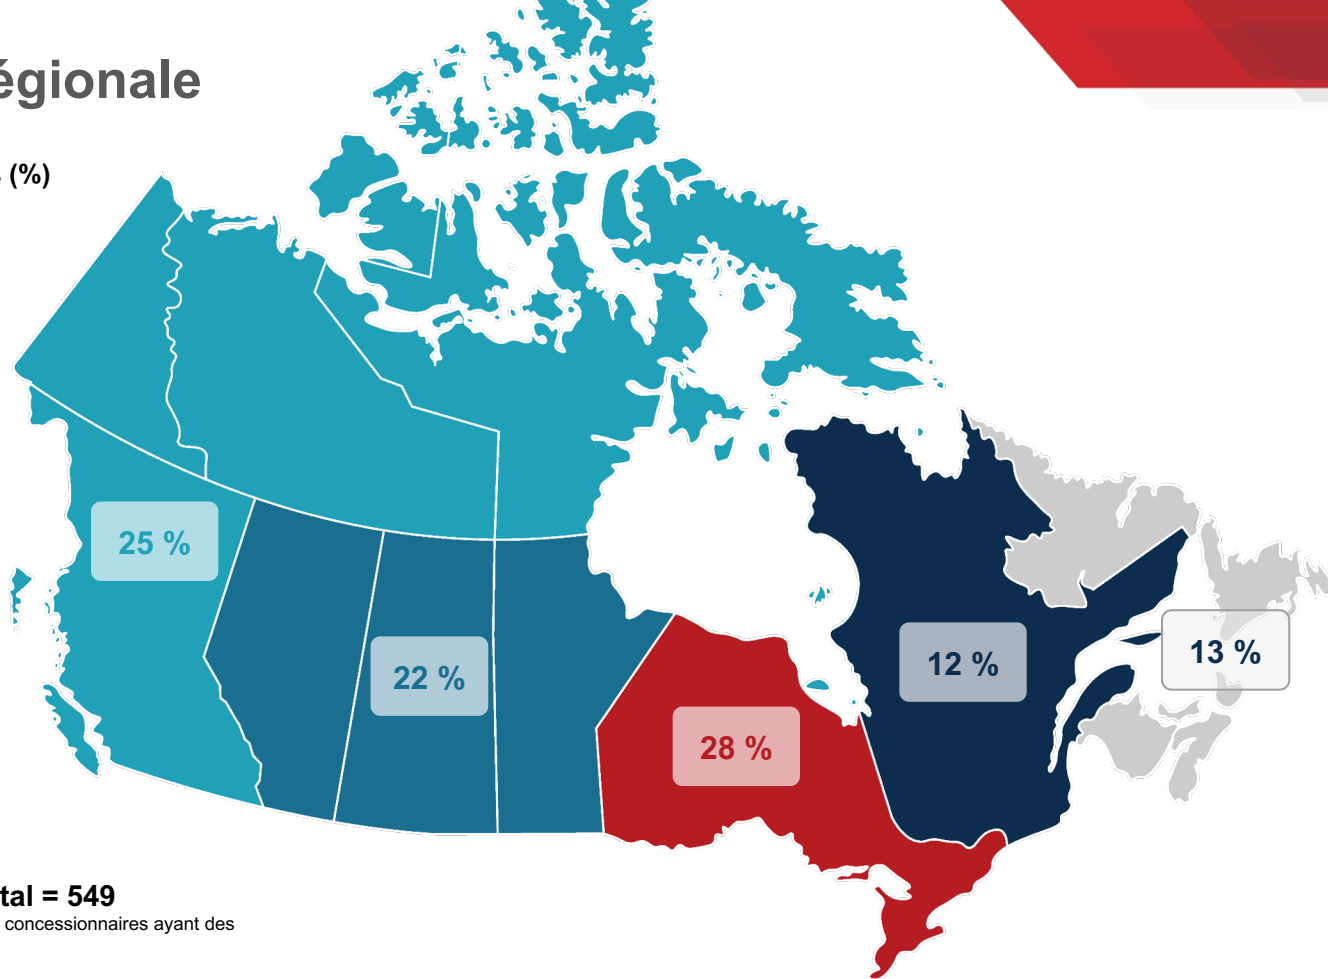 égionale
(%)
25 %
22 %
28 %
12 %
13 %
tal = 549
concessionnaires ayant des